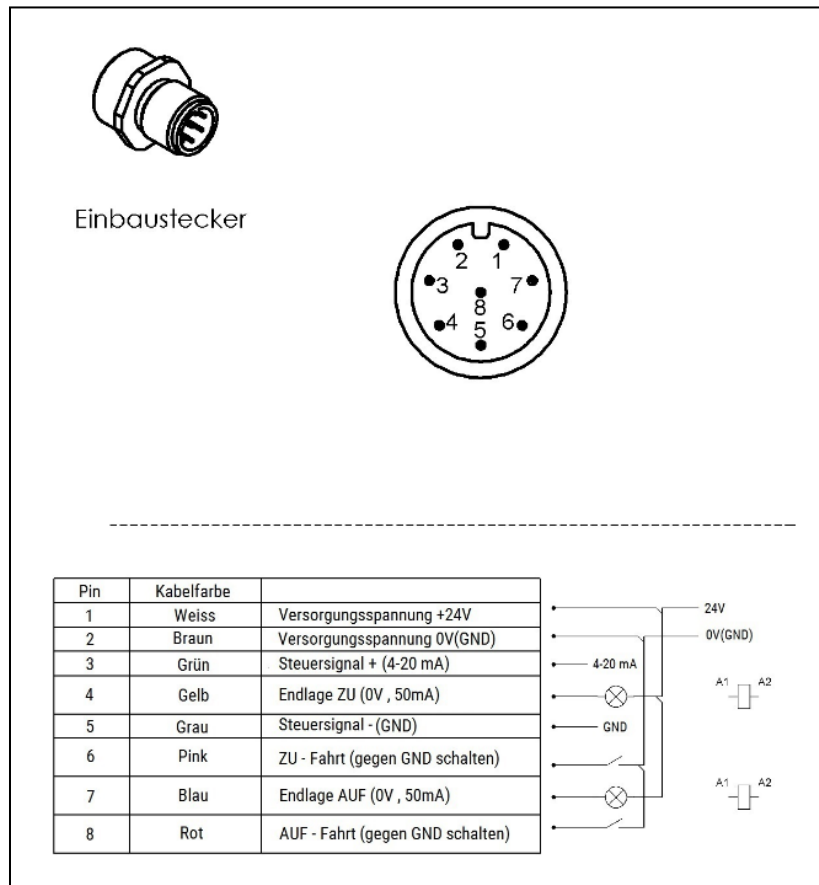 Einbaustecker
2 1
3 7
8
4 6
5
Pin Kabelfarbe
1 Weiss Versorgungsspannung +24V 24V
2 Braun Versorgungsspannung 0V(GND) 0V(GND)
3 Grün Steuersignal + (4-20 mA) 4-20 mA
4 Gelb Endlage ZU (0V , 50mA) A1 A2
5 Grau Steuersignal - (GND) GND
6 Pink ZU - Fahrt (gegen GND schalten)
7 Blau Endlage AUF (0V , 50mA) A1 A2
8 Rot AUF - Fahrt (gegen GND schalten)